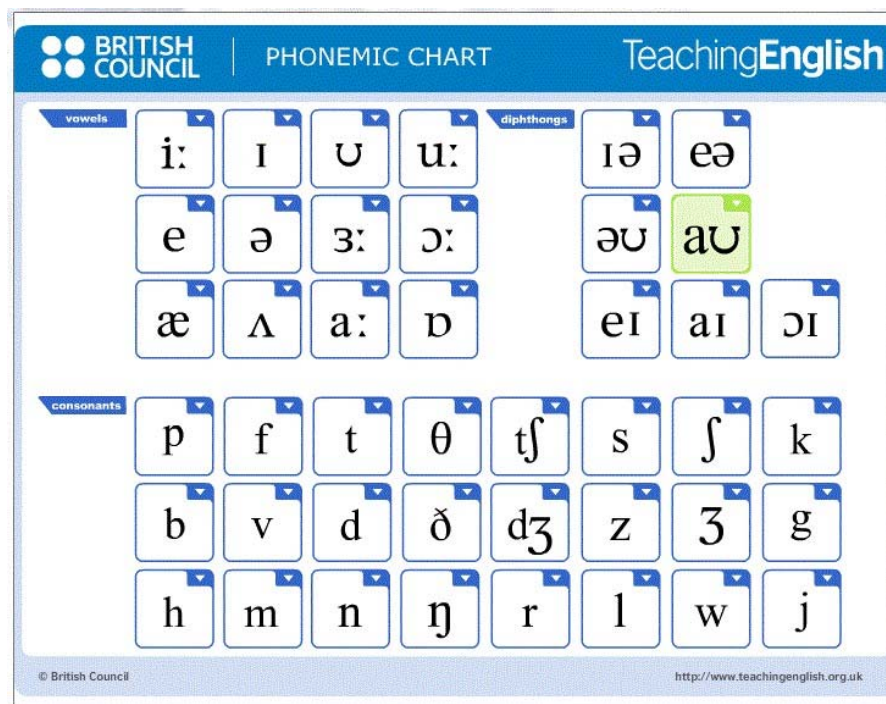 BRITISH COUNCIL PHONEMIC CHART TeachingEnglish
vowels iː ɪ ʊ uː diphthongs ɪə eə
e ə ɜː ɔː əʊ aʊ
æ ʌ aː ɒ eɪ aɪ ɔɪ
consonants p f t θ tʃ s ʃ k
b v d ð dʒ z ʒ g
h m n ŋ r l w j
© British Council http://www.teachingenglish.org.uk